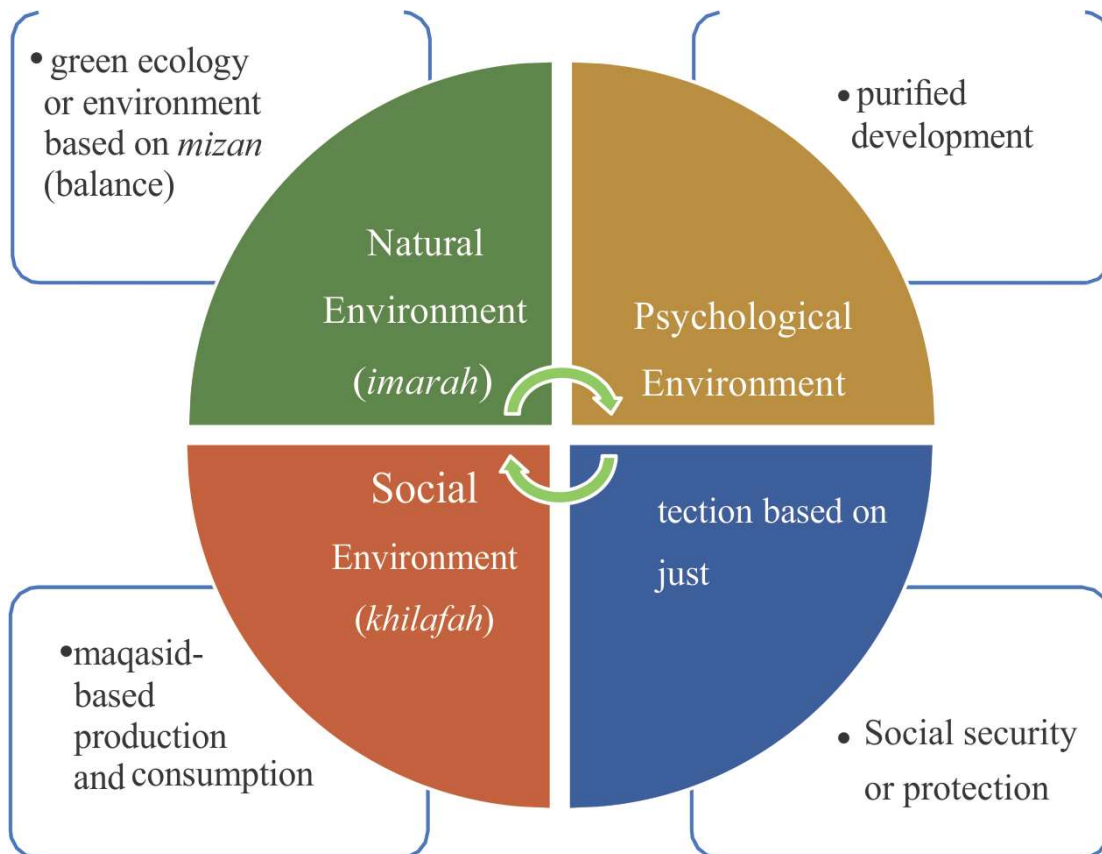 • green ecology
or environment
based on mizan
(balance)
• purified
development
Natural
Environment
(imarah)
Psychological
Environment
Social
Environment
(khilafah)
tection based on
just
•maqasid-
based
production
and consumption
• Social security
or protection